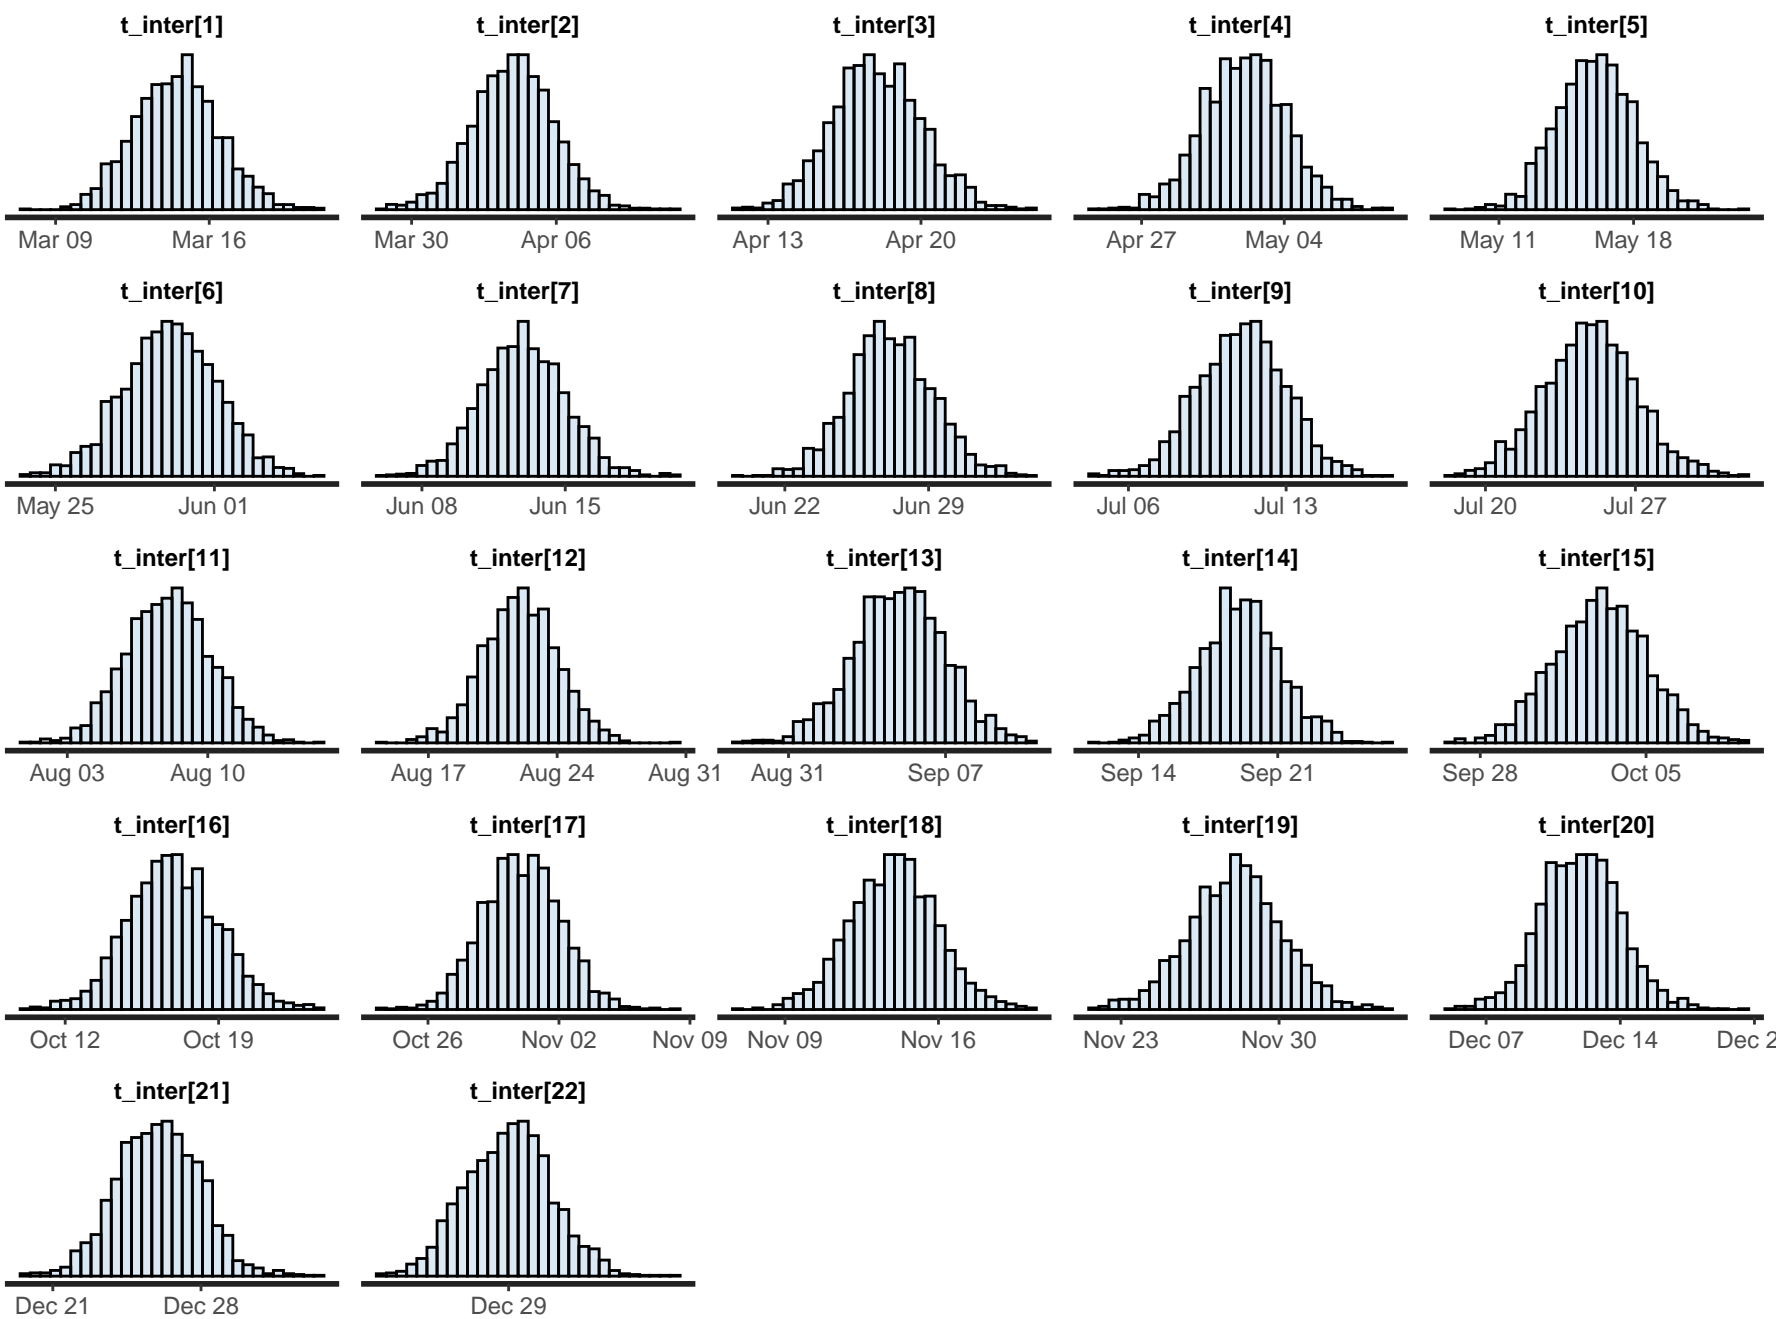 t_inter[1] t_inter[2] t_inter[3] t_inter[4] t_inter[5]
Mar 09 Mar 16 Mar 30 Apr 06 Apr 13 Apr 20 Apr 27 May 04 May 11 May 18
t_inter[6] t_inter[7] t_inter[8] t_inter[9] t_inter[10]
May 25 Jun 01 Jun 08 Jun 15 Jun 22 Jun 29 Jul 06 Jul 13 Jul 20 Jul 27
t_inter[11] t_inter[12] t_inter[13] t_inter[14] t_inter[15]
Aug 03 Aug 10 Aug 17 Aug 24 Aug 31 Aug 31 Sep 07 Sep 14 Sep 21 Sep 28 Oct 05
t_inter[16] t_inter[17] t_inter[18] t_inter[19] t_inter[20]
Oct 12 Oct 19 Oct 26 Nov 02 Nov 09 Nov 09 Nov 16 Nov 23 Nov 30 Dec 07 Dec 14 Dec 2
t_inter[21] t_inter[22]
Dec 21 Dec 28 Dec 29